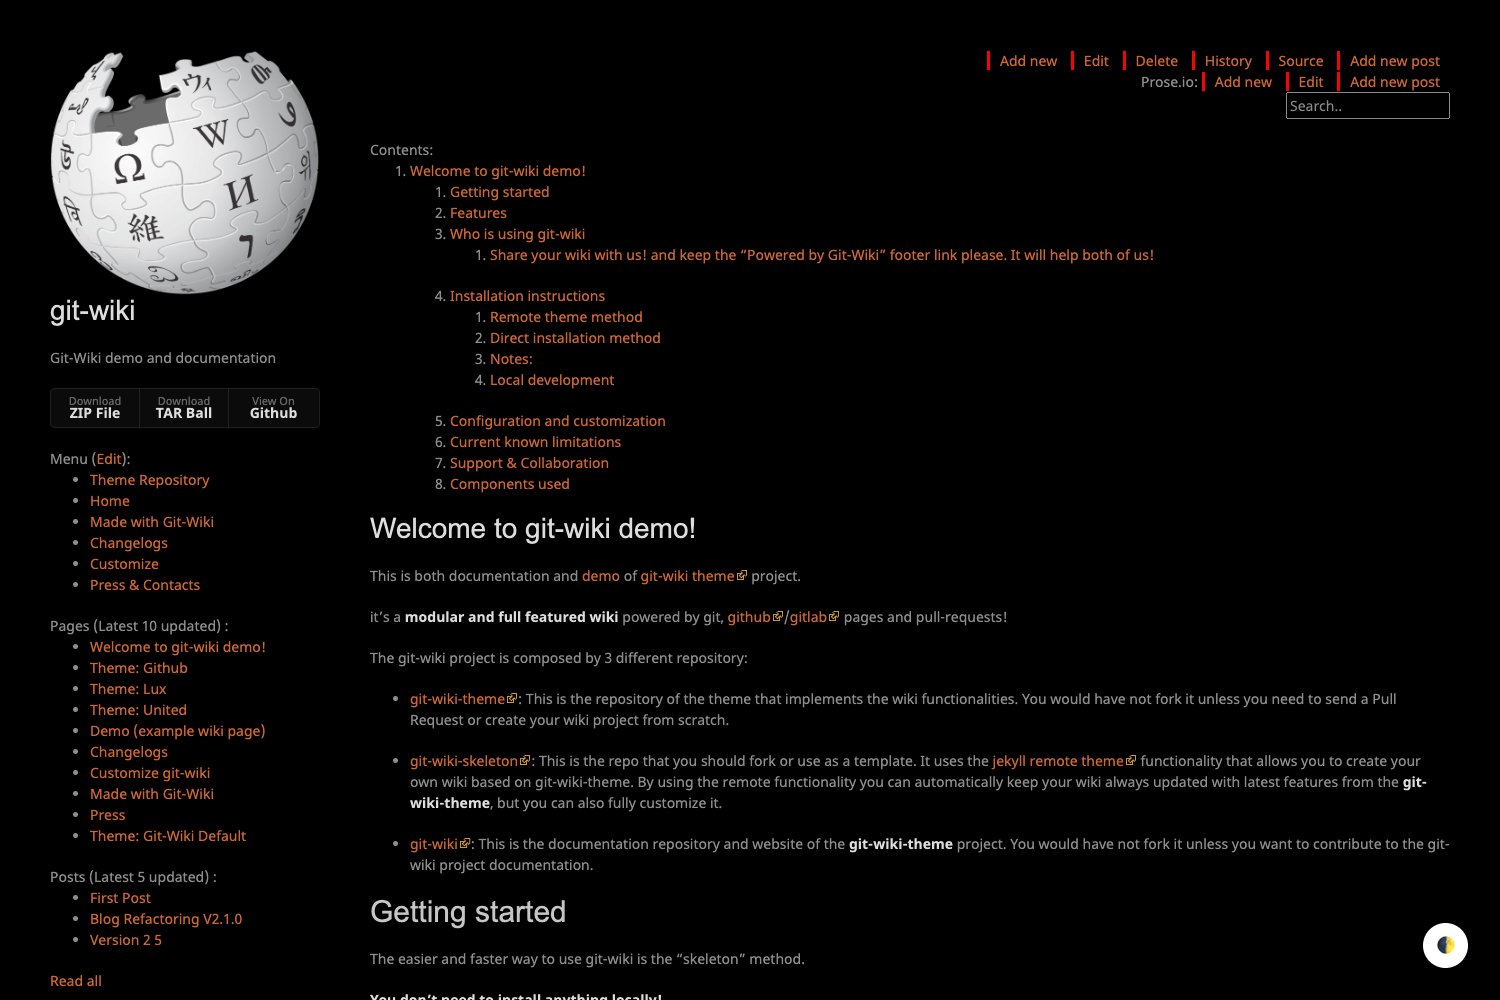 Ω
W
И
維
ウィ
7
git-wiki
Git-Wiki demo and documentation
Download ZIP File
Download TAR Ball
View On Github
Menu (Edit):
Theme Repository
Home
Made with Git-Wiki
Changelogs
Customize
Press & Contacts
Pages (Latest 10 updated) :
Welcome to git-wiki demo!
Theme: Github
Theme: Lux
Theme: United
Demo (example wiki page)
Changelogs
Customize git-wiki
Made with Git-Wiki
Press
Theme: Git-Wiki Default
Posts (Latest 5 updated) :
First Post
Blog Refactoring V2.1.0
Version 2 5
Read all
Add new Edit Delete History Source Add new post
Prose.io: Add new Edit Add new post
Search..
Contents:
1. Welcome to git-wiki demo!
1. Getting started
2. Features
3. Who is using git-wiki
1. Share your wiki with us! and keep the “Powered by Git-Wiki” footer link please. It will help both of us!
4. Installation instructions
1. Remote theme method
2. Direct installation method
3. Notes:
4. Local development
5. Configuration and customization
6. Current known limitations
7. Support & Collaboration
8. Components used
Welcome to git-wiki demo!
This is both documentation and demo of git-wiki theme project.
it’s a modular and full featured wiki powered by git, github/gitlab pages and pull-requests!
The git-wiki project is composed by 3 different repository:
git-wiki-theme: This is the repository of the theme that implements the wiki functionalities. You would have not fork it unless you need to send a Pull
Request or create your wiki project from scratch.
git-wiki-skeleton: This is the repo that you should fork or use as a template. It uses the jekyll remote theme functionality that allows you to create your
own wiki based on git-wiki-theme. By using the remote functionality you can automatically keep your wiki always updated with latest features from the git-
wiki-theme, but you can also fully customize it.
git-wiki: This is the documentation repository and website of the git-wiki-theme project. You would have not fork it unless you want to contribute to the git-
wiki project documentation.
Getting started
The easier and faster way to use git-wiki is the “skeleton” method.
You don’t need to install anything locally!